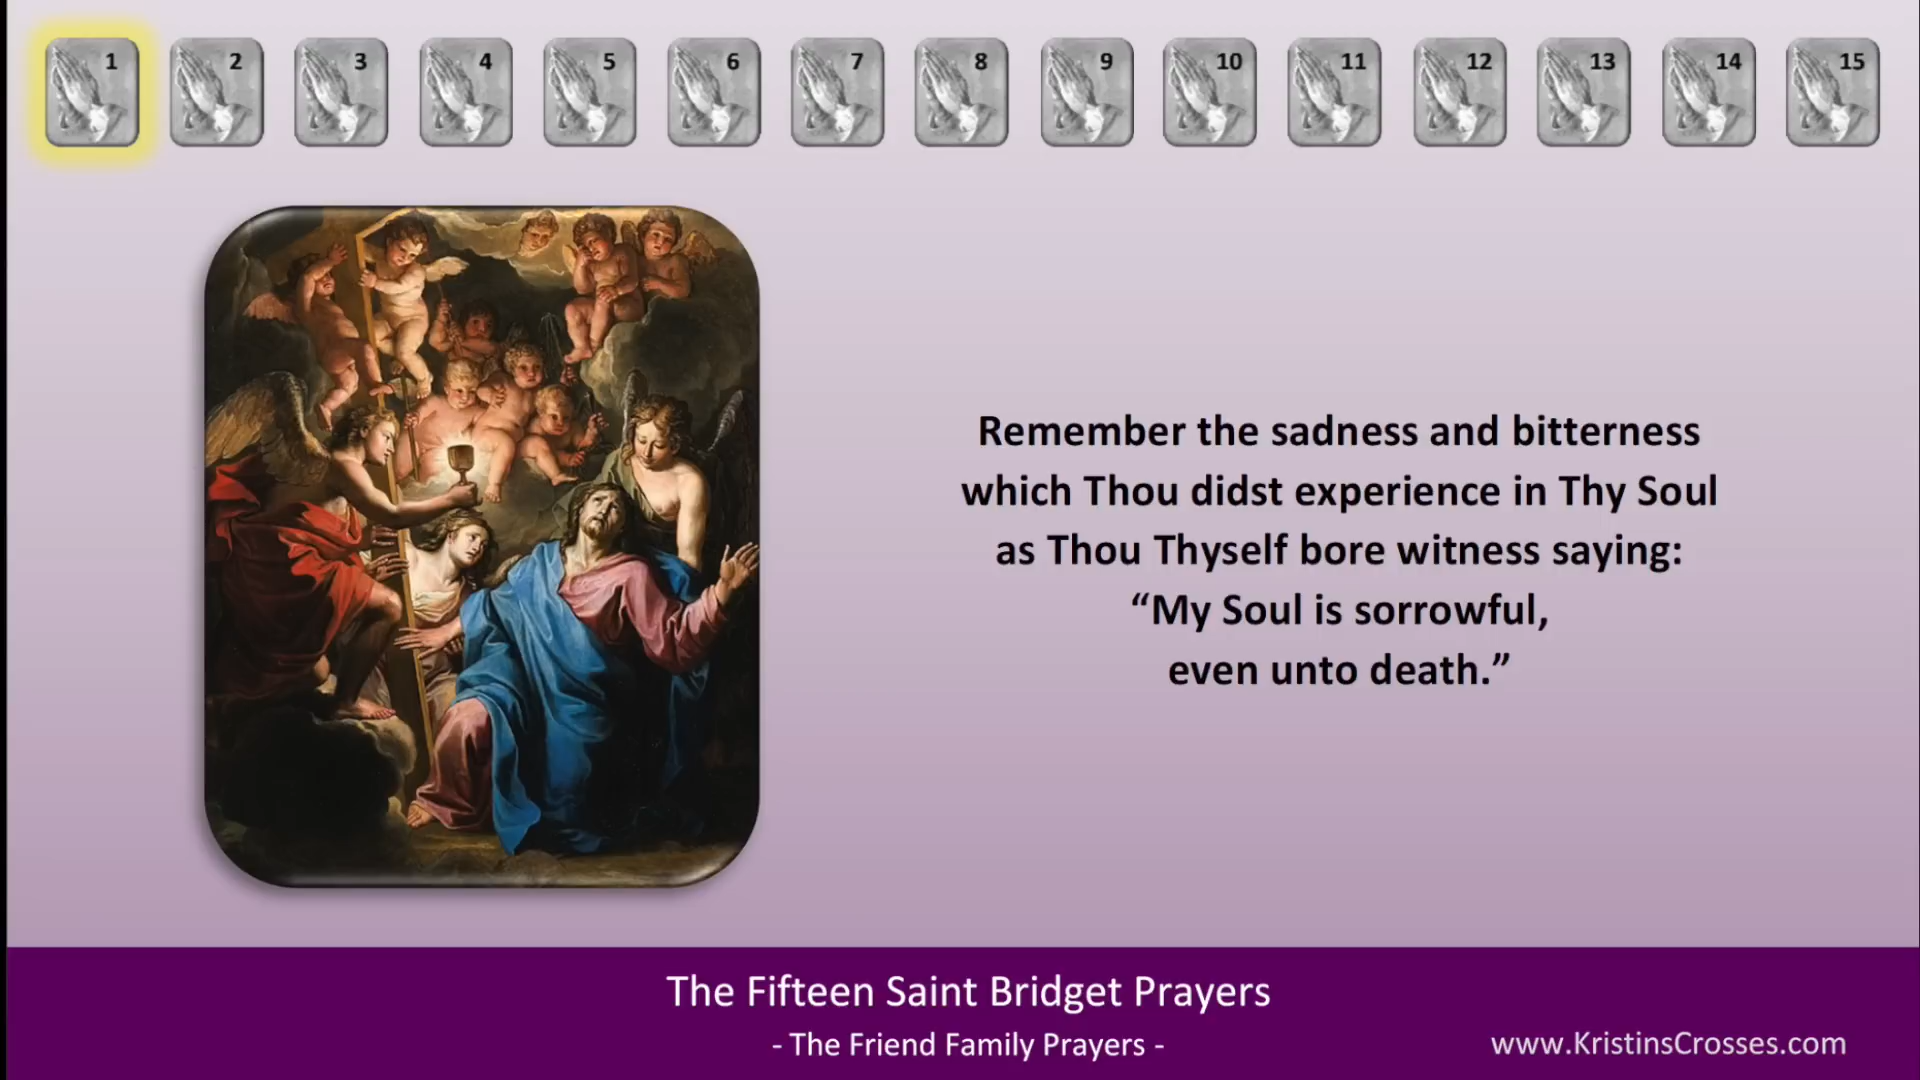 1 2 3 4 5 6 7 8 9 10 11 12 13 14 15
Remember the sadness and bitterness
which Thou didst experience in Thy Soul
as Thou Thyself bore witness saying:
“My Soul is sorrowful,
even unto death.”
The Fifteen Saint Bridget Prayers
- The Friend Family Prayers -
www.KristinsCrosses.com